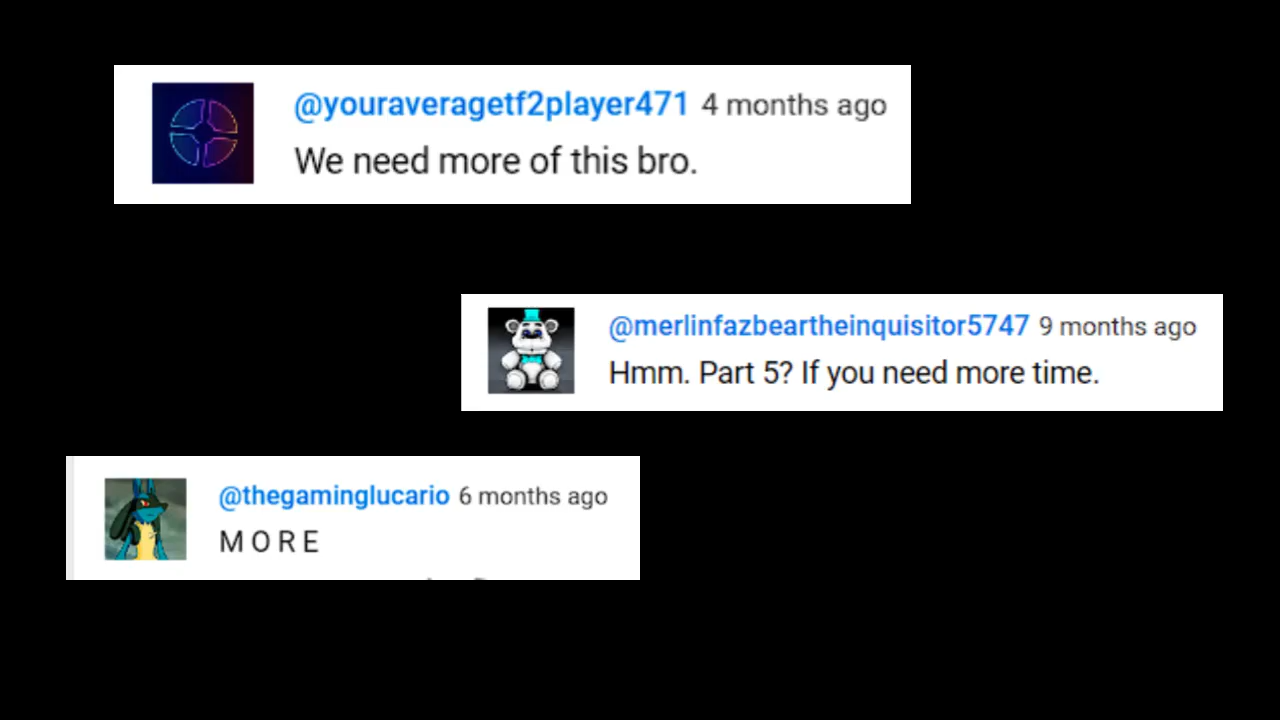 @youraveragetf2player471 4 months ago
We need more of this bro.
@merlinfazbeartheinquisitor5747 9 months ago
Hmm. Part 5? If you need more time.
@thegaminglucario 6 months ago
M O R E